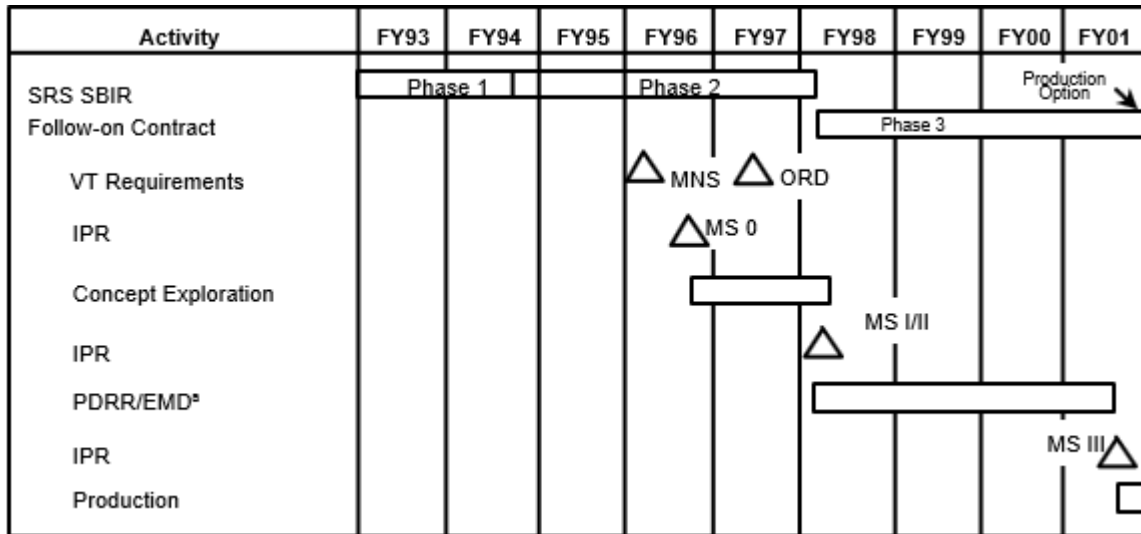 Activity FY93 FY94 FY95 FY96 FY97 FY98 FY99 FY00 FY01
SRS SBIR Phase 1 Phase 2
Production
Option
Follow-on Contract Phase 3
VT Requirements MNS ORD
IPR MS 0
Concept Exploration
MS I/II
IPR
PDRR/EMDª
IPR MS III
Production